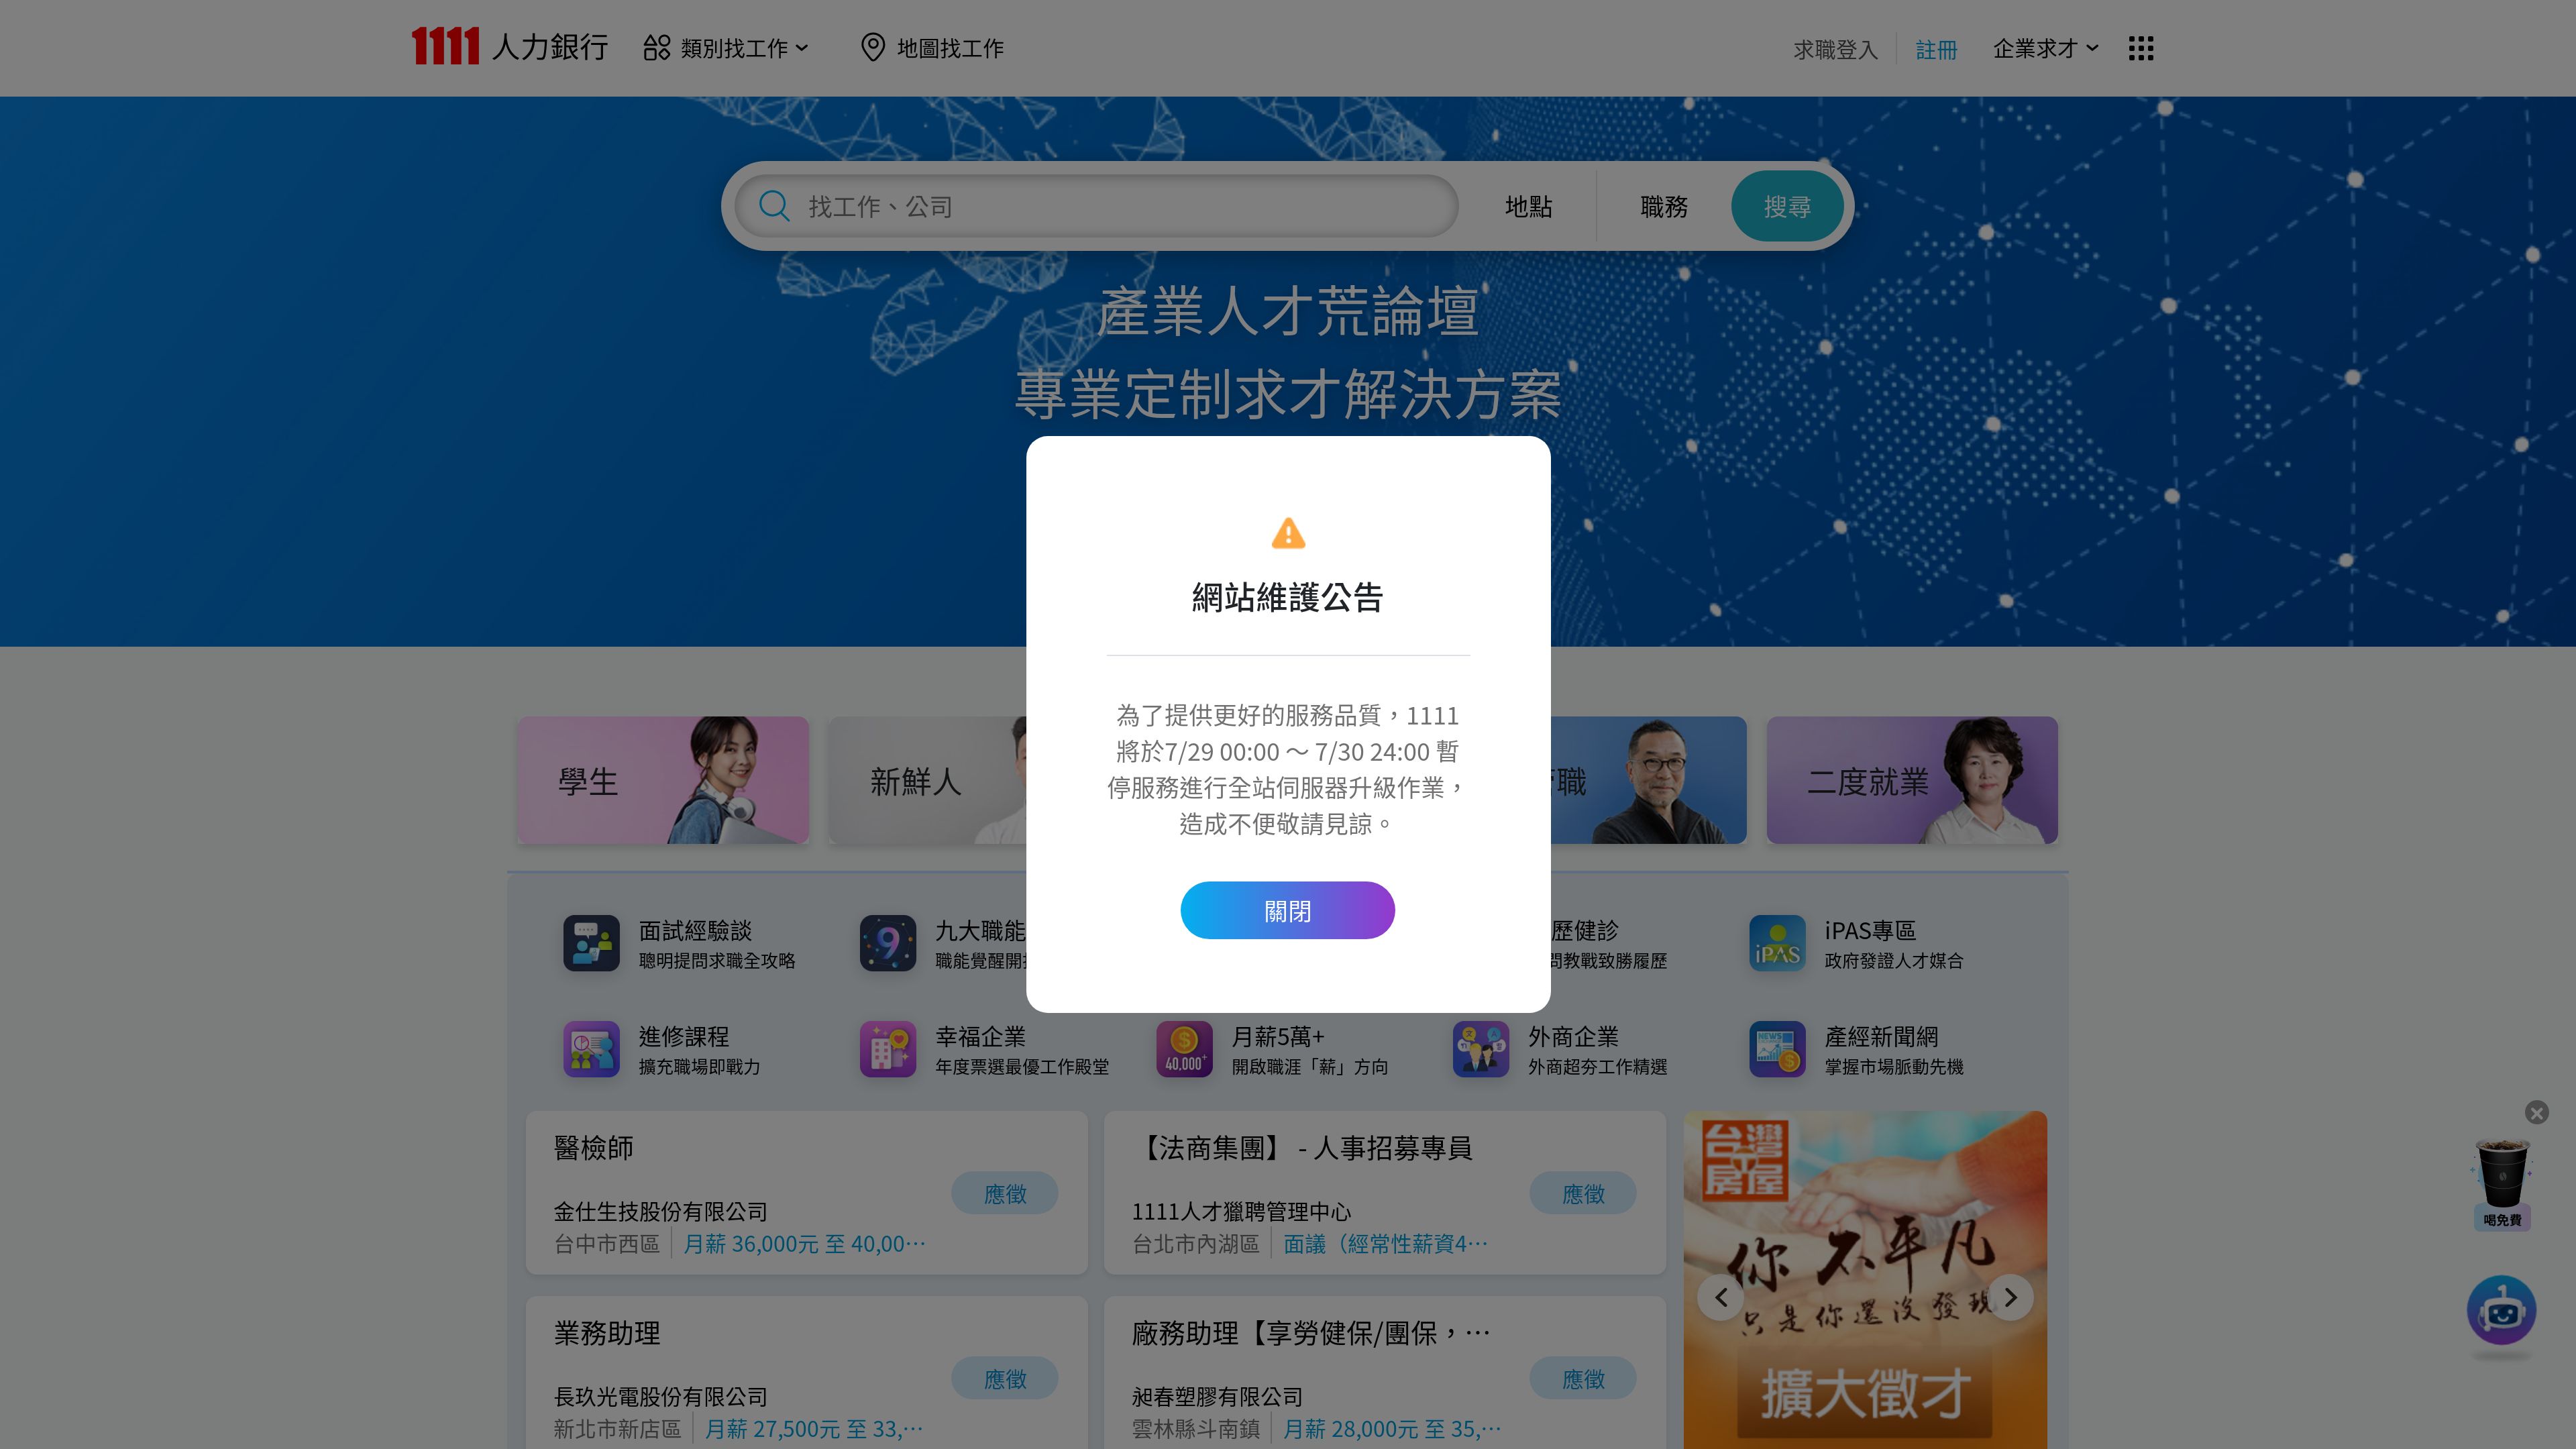 1111 人力銀行
類別找工作
地圖找工作
求職登入
註冊
企業求才
找工作、公司
地點
職務
搜尋
產業人才荒論壇
專業定制求才解決方案
網站維護公告
為了提供更好的服務品質，1111
將於7/29 00:00 ～ 7/30 24:00 暫
停服務進行全站伺服器升級作業，
造成不便敬請見諒。
關閉
學生
新鮮人
職
二度就業
面試經驗談
聰明提問求職全攻略
9
九大職能
職能覺醒開
歷健診
問教戰致勝履歷
iPAS
iPAS專區
政府發證人才媒合
進修課程
擴充職場即戰力
幸福企業
年度票選最優工作殿堂
40,000+
月薪5萬+
開啟職涯「薪」方向
外商企業
外商超夯工作精選
NEWS
產經新聞網
掌握市場脈動先機
醫檢師
應徵
金仕生技股份有限公司
台中市西區
月薪 36,000元 至 40,00…
【法商集團】 - 人事招募專員
應徵
1111人才獵聘管理中心
台北市內湖區
面議（經常性薪資4…
業務助理
應徵
長玖光電股份有限公司
新北市新店區
月薪 27,500元 至 33,…
廠務助理【享勞健保/團保，…
應徵
昶春塑膠有限公司
雲林縣斗南鎮
月薪 28,000元 至 35,…
台灣
房屋
你不平凡
只是你還沒發現
擴大徵才
喝免費